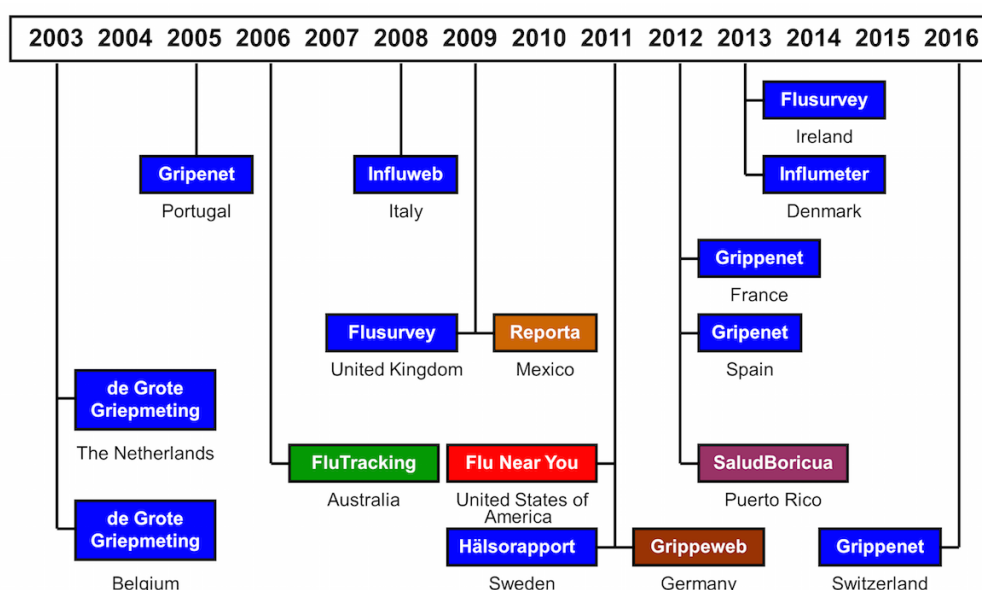 2003 2004 2005 2006 2007 2008 2009 2010 2011 2012 2013 2014 2015 2016
Flusurvey
Ireland
Gripenet
Portugal
Influweb
Italy
Influmeter
Denmark
Grippenet
France
Flusurvey
United Kingdom
Reporta
Mexico
Gripenet
Spain
de Grote
Griepmeting
The Netherlands
FluTracking
Australia
Flu Near You
United States of
America
SaludBoricua
Puerto Rico
de Grote
Griepmeting
Belgium
Hälsorapport
Sweden
Grippeweb
Germany
Grippenet
Switzerland